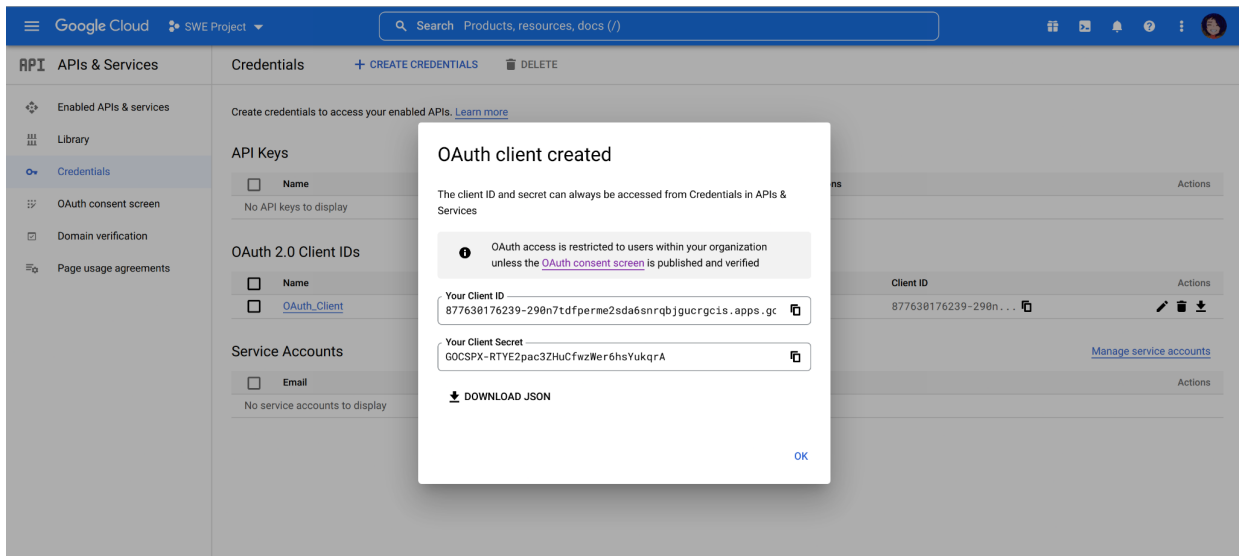 Google Cloud
SWE Project
Search Products, resources, docs (/)
API APIs & Services
Credentials
+ CREATE CREDENTIALS
DELETE
Enabled APIs & services
Library
Credentials
OAuth consent screen
Domain verification
Page usage agreements
Create credentials to access your enabled APIs. Learn more
API Keys
Name
ns
Actions
No API keys to display
OAuth 2.0 Client IDs
Name
Client ID
Actions
OAuth_Client
877630176239-290n...
Service Accounts
Manage service accounts
Email
Actions
No service accounts to display
OAuth client created
The client ID and secret can always be accessed from Credentials in APIs &
Services
OAuth access is restricted to users within your organization
unless the OAuth consent screen is published and verified
Your Client ID
877630176239-290n7tdfperme2sda6snrqbjgucrgcis.apps.gc
Your Client Secret
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
DOWNLOAD JSON
OK